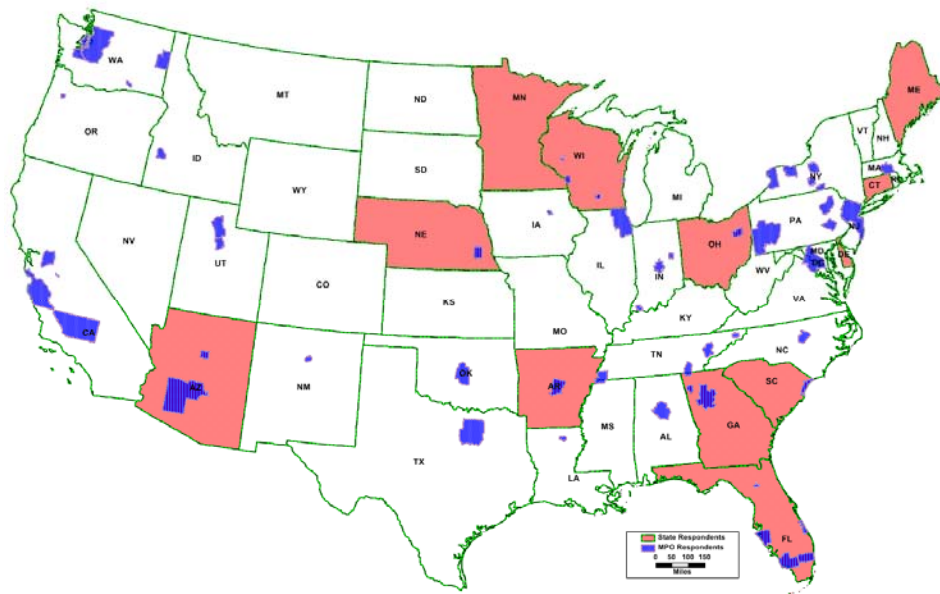 WA
MT
ND
MN
ME
OR
ID
WY
SD
WI
MI
VT
NH
NY
MA
CT
NE
IA
PA
NJ
NV
UT
CO
IL
IN
OH
MD
DC
DE
WV
VA
KS
MO
KY
CA
AZ
NM
OK
AR
TN
NC
SC
TX
LA
MS
AL
GA
FL
State Respondents
MPO Respondents
0 50 100 150
Miles